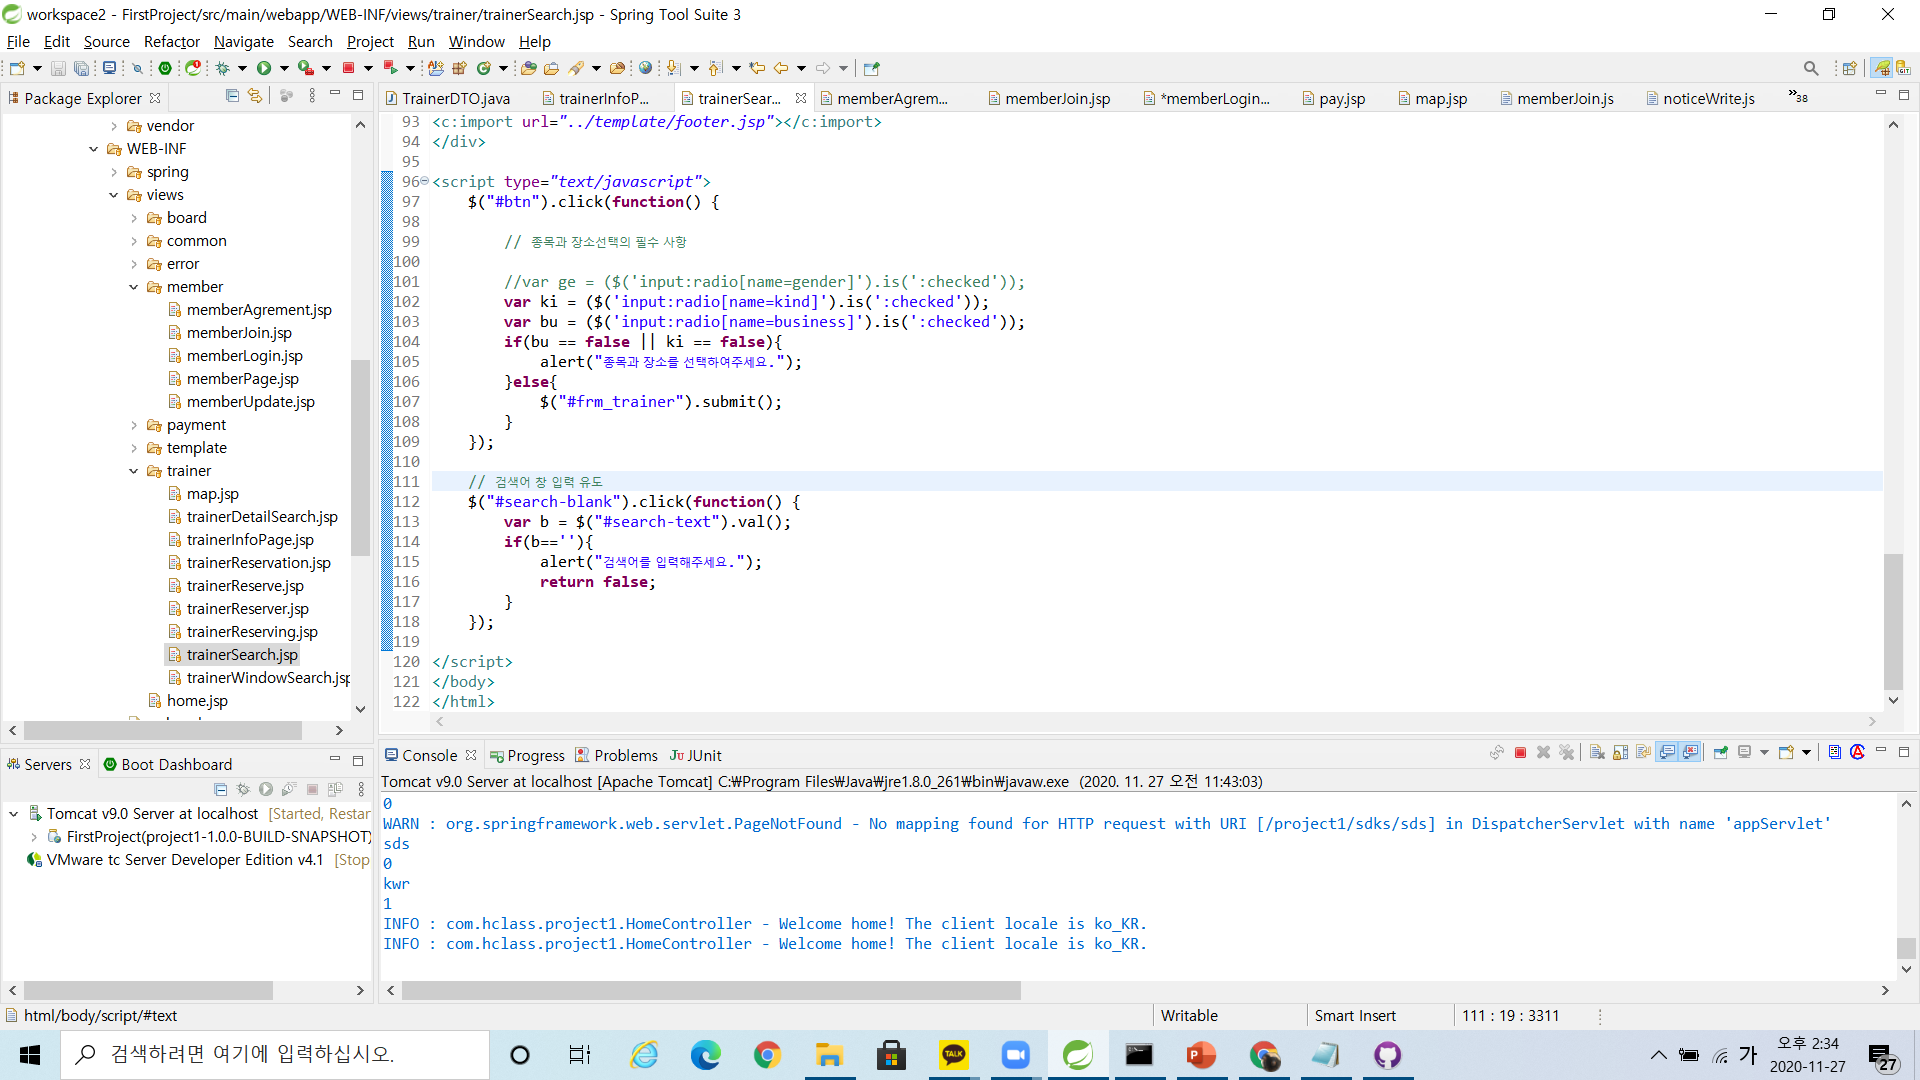 workspace2 - FirstProject/src/main/webapp/WEB-INF/views/trainer/trainerSearch.jsp - Spring Tool Suite 3
File Edit Source Refactor Navigate Search Project Run Window Help
Package Explorer
vendor
WEB-INF
spring
views
board
common
error
member
memberAgrement.jsp
memberJoin.jsp
memberLogin.jsp
memberPage.jsp
memberUpdate.jsp
payment
template
trainer
map.jsp
trainerDetailSearch.jsp
trainerInfoPage.jsp
trainerReservation.jsp
trainerReserve.jsp
trainerReserver.jsp
trainerReserving.jsp
trainerSearch.jsp
trainerWindowSearch.jsp
home.jsp
TrainerDTO.java trainerInfoP... trainerSear... memberAgrem... memberJoin.jsp *memberLogin... pay.jsp map.jsp memberJoin.js noticeWrite.js »38
93 <c:import url="../template/footer.jsp"></c:import>
94 </div>
95
96 <script type="text/javascript">
97 $("#btn").click(function() {
98
99 // 종목과 장소선택의 필수 사항
100
101 //var ge = ($('input:radio[name=gender]').is(':checked'));
102 var ki = ($('input:radio[name=kind]').is(':checked'));
103 var bu = ($('input:radio[name=business]').is(':checked'));
104 if(bu == false || ki == false){
105 alert("종목과 장소를 선택하여주세요.");
106 }else{
107 $("#frm_trainer").submit();
108 }
109 });
110
111 // 검색어 창 입력 유도
112 $("#search-blank").click(function() {
113 var b = $("#search-text").val();
114 if(b==''){
115 alert("검색어를 입력해주세요.");
116 return false;
117 }
118 });
119
120 </script>
121 </body>
122 </html>
Servers Boot Dashboard
Tomcat v9.0 Server at localhost [Started, Restar
FirstProject(project1-1.0.0-BUILD-SNAPSHOT)
VMware tc Server Developer Edition v4.1 [Stop
Console Progress Problems JUnit
Tomcat v9.0 Server at localhost [Apache Tomcat] C:₩Program Files₩Java₩jre1.8.0_261₩bin₩javaw.exe (2020. 11. 27 오전 11:43:03)
0
WARN : org.springframework.web.servlet.PageNotFound - No mapping found for HTTP request with URI [/project1/sdks/sds] in DispatcherServlet with name 'appServlet'
sds
0
kwr
1
INFO : com.hclass.project1.HomeController - Welcome home! The client locale is ko_KR.
INFO : com.hclass.project1.HomeController - Welcome home! The client locale is ko_KR.
html/body/script/#text Writable Smart Insert 111 : 19 : 3311
검색하려면 여기에 입력하십시오.
TALK
가
오후 2:34
2020-11-27
27